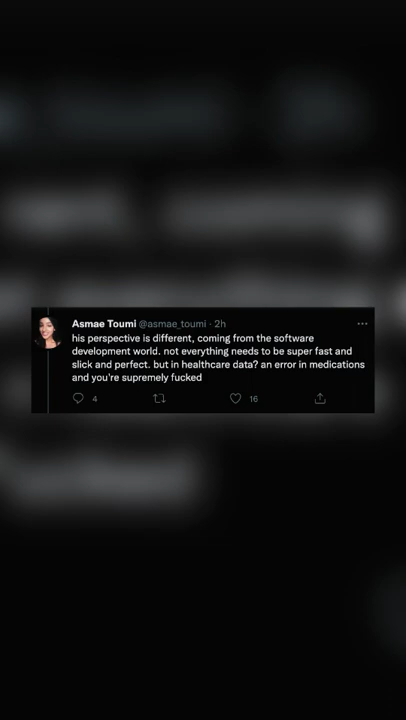 Asmae Toumi @asmae_toumi · 2h
his perspective is different, coming from the software
development world. not everything needs to be super fast and
slick and perfect. but in healthcare data? an error in medications
and you're supremely fucked
4 16